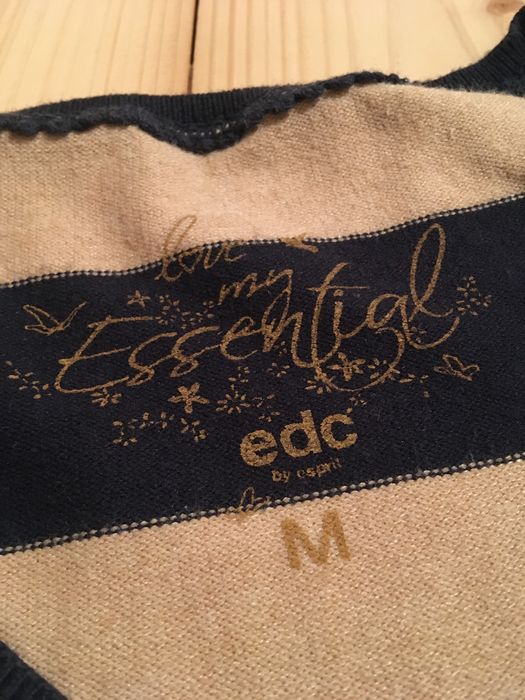 love
my
Essential
edc
by esprit
M